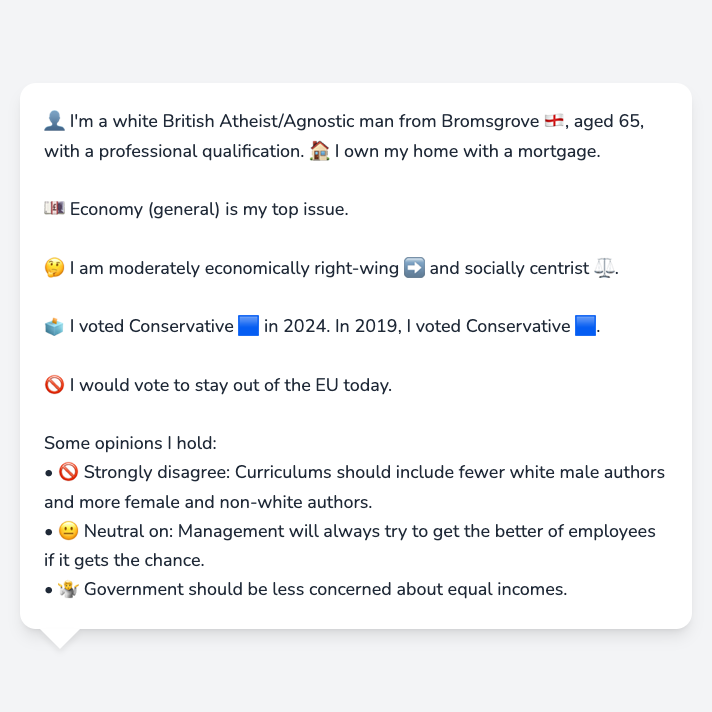 👤 I'm a white British Atheist/Agnostic man from Bromsgrove 🏴󠁧󠁢󠁥󠁮󠁧󠁿, aged 65,
with a professional qualification. 🏠 I own my home with a mortgage.
💷 Economy (general) is my top issue.
🤔 I am moderately economically right-wing ➡️ and socially centrist ⚖️.
🗳️ I voted Conservative 🟦 in 2024. In 2019, I voted Conservative 🟦.
🚫 I would vote to stay out of the EU today.
Some opinions I hold:
• 🚫 Strongly disagree: Curriculums should include fewer white male authors
and more female and non-white authors.
• 😐 Neutral on: Management will always try to get the better of employees
if it gets the chance.
• 🤷 Government should be less concerned about equal incomes.